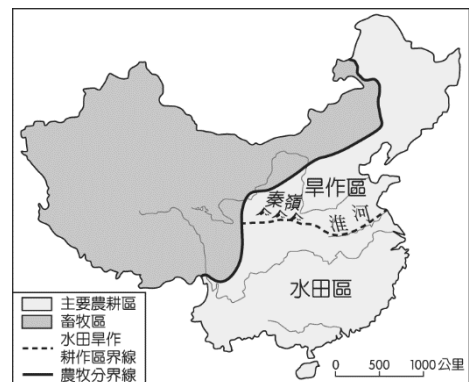 旱作區
秦嶺
淮河
水田區
主要農耕區
畜牧區
水田旱作
耕作區界線
農牧分界線
0 500 1000公里